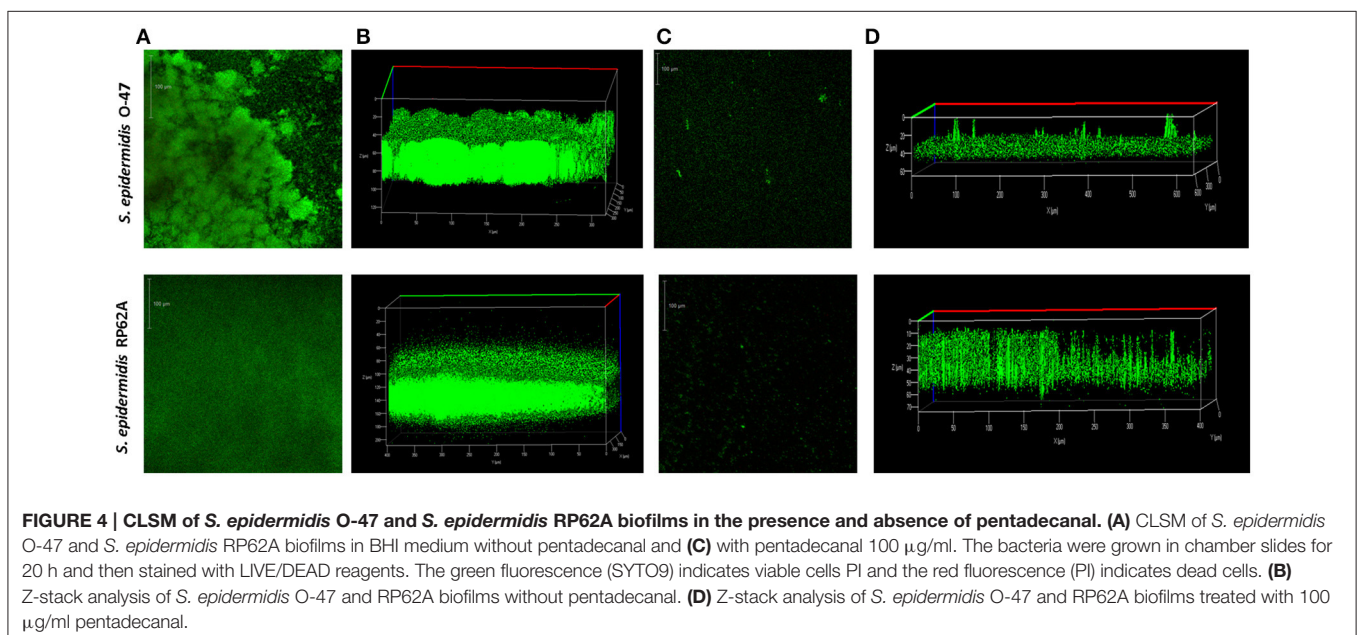 A B C D
S. epidermidis O-47
100 µm
100 µm
S. epidermidis RP62A
100 µm
100 µm
FIGURE 4 | CLSM of S. epidermidis O-47 and S. epidermidis RP62A biofilms in the presence and absence of pentadecanal. (A) CLSM of S. epidermidis
O-47 and S. epidermidis RP62A biofilms in BHI medium without pentadecanal and (C) with pentadecanal 100 μg/ml. The bacteria were grown in chamber slides for
20 h and then stained with LIVE/DEAD reagents. The green fluorescence (SYTO9) indicates viable cells PI and the red fluorescence (PI) indicates dead cells. (B)
Z-stack analysis of S. epidermidis O-47 and RP62A biofilms without pentadecanal. (D) Z-stack analysis of S. epidermidis O-47 and RP62A biofilms treated with 100
μg/ml pentadecanal.